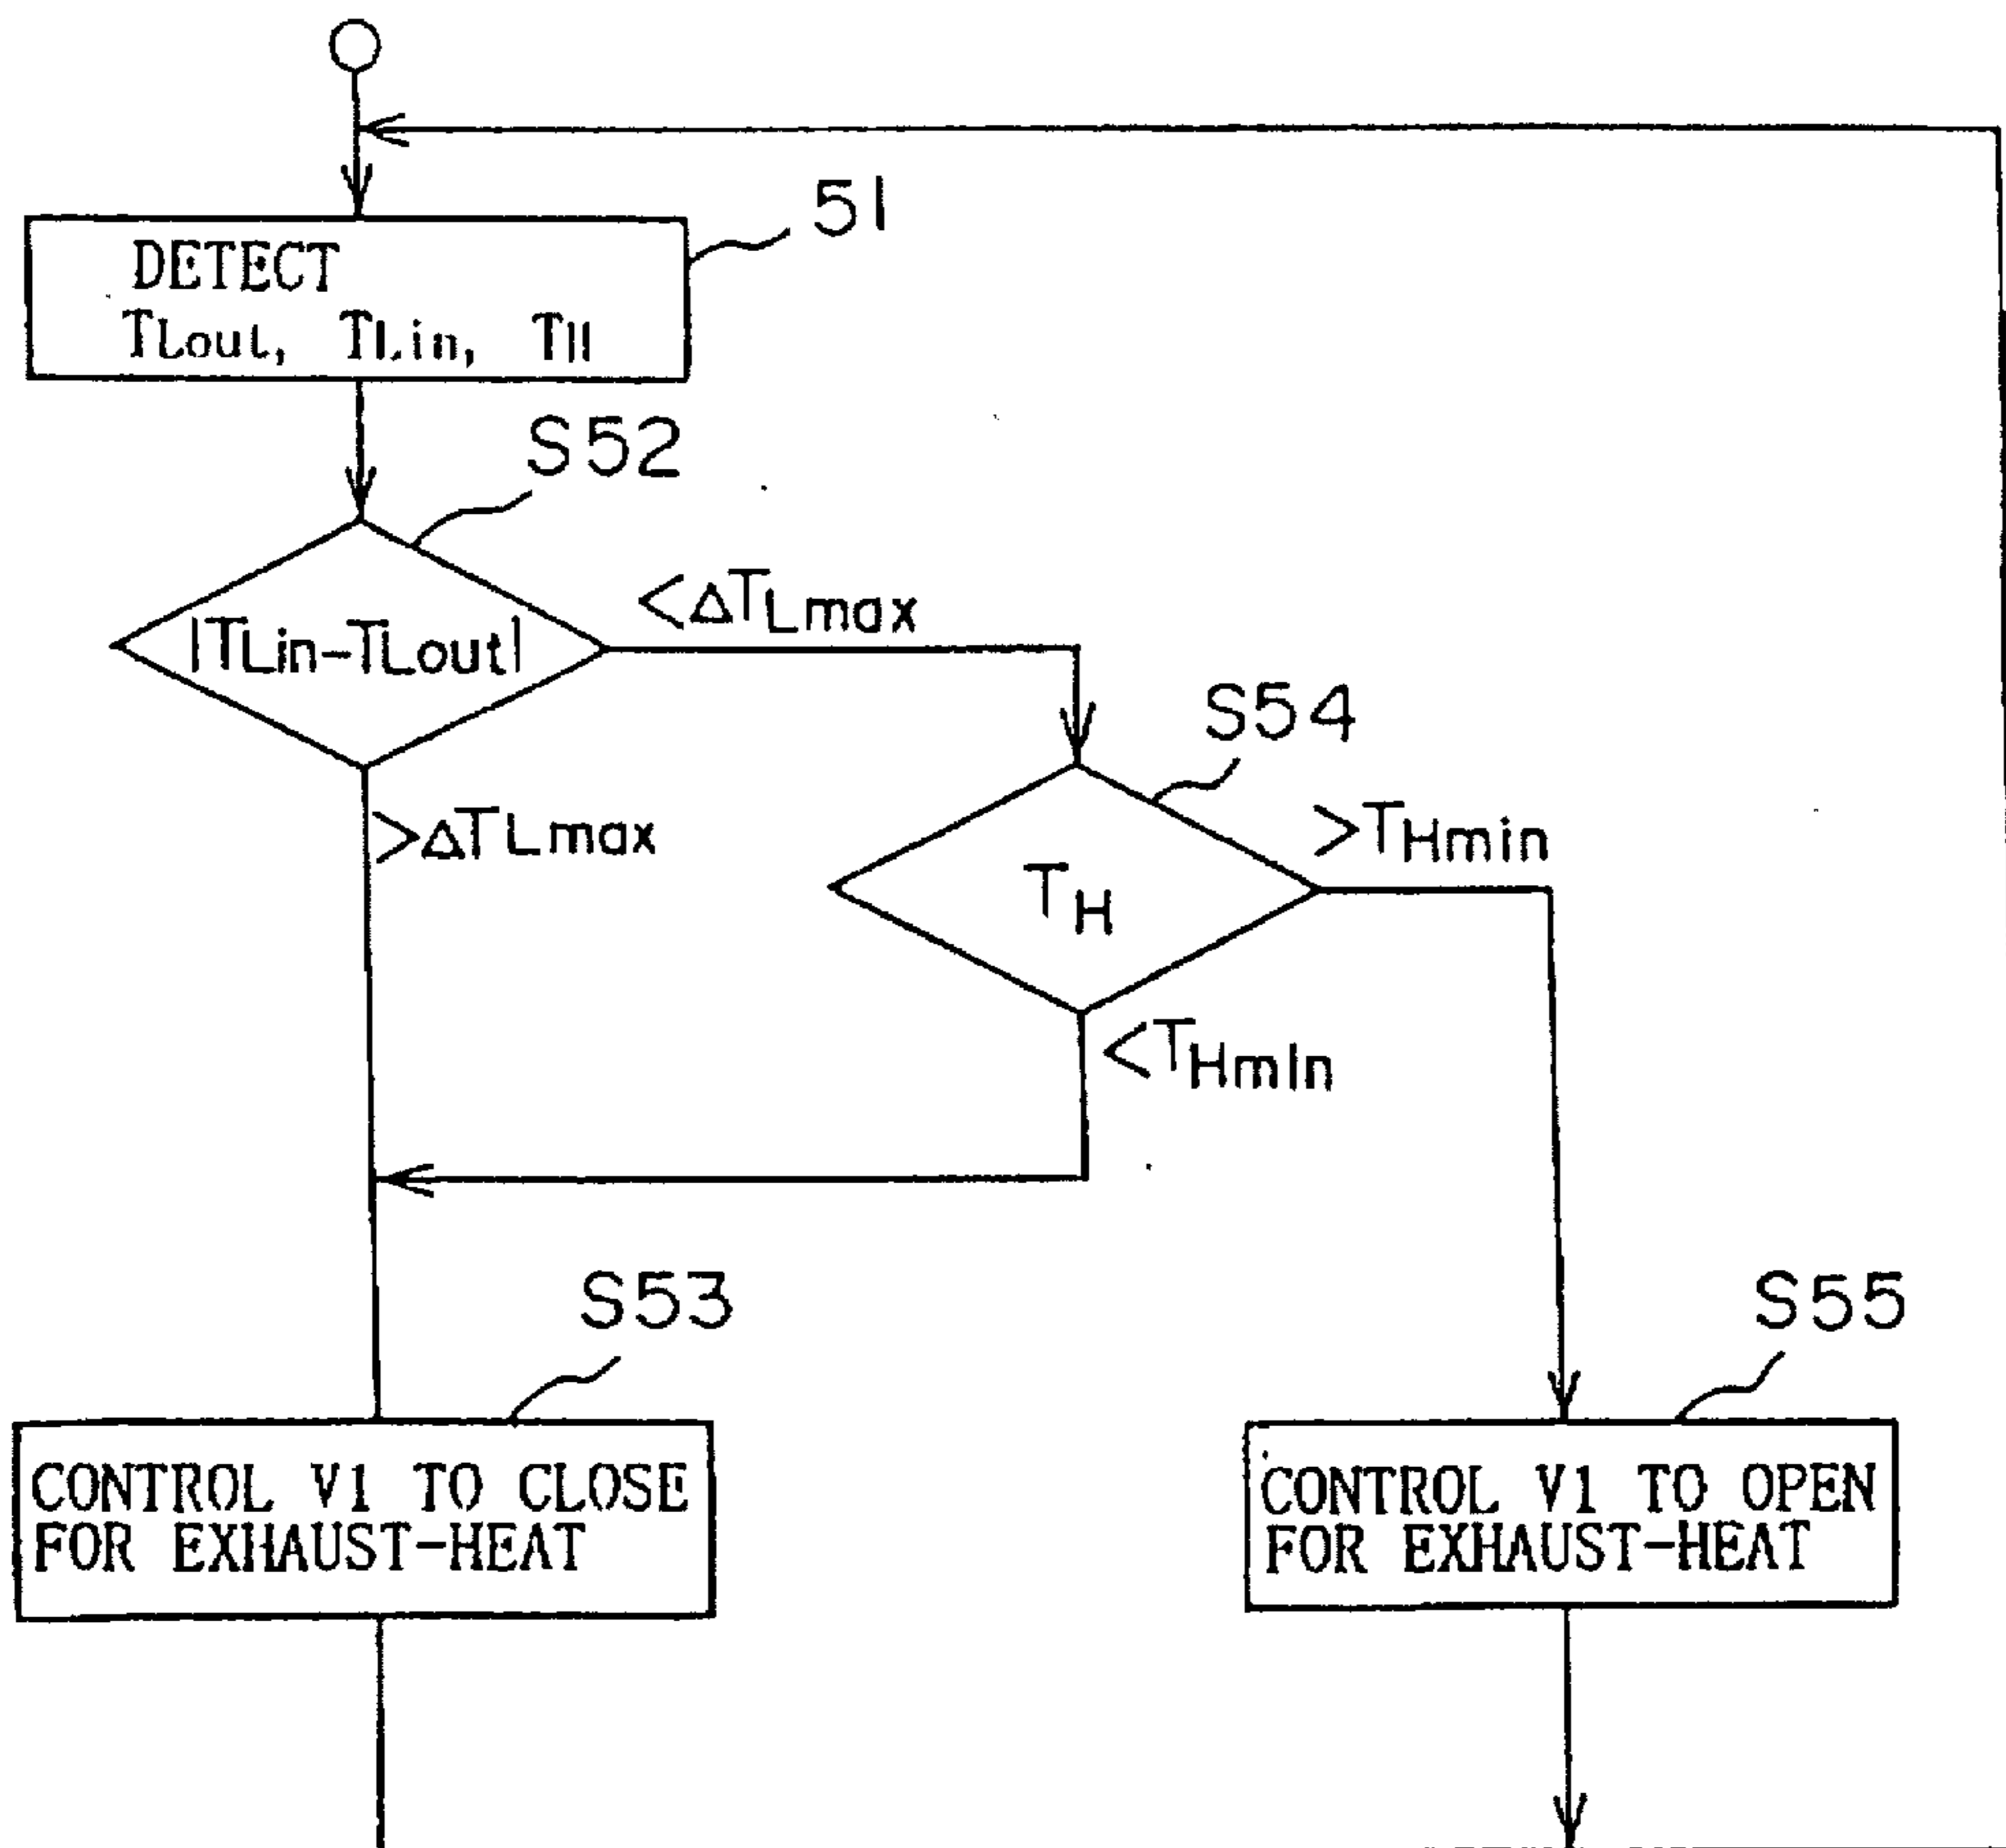 51
DETECT
TLout, TLin, TH
S52
<ΔTLmax
|TLin-TLout|
S54
>ΔTLmax
>THmin
TH
<THmin
S53
S55
CONTROL V1 TO CLOSE
FOR EXHAUST-HEAT
CONTROL V1 TO OPEN
FOR EXHAUST-HEAT